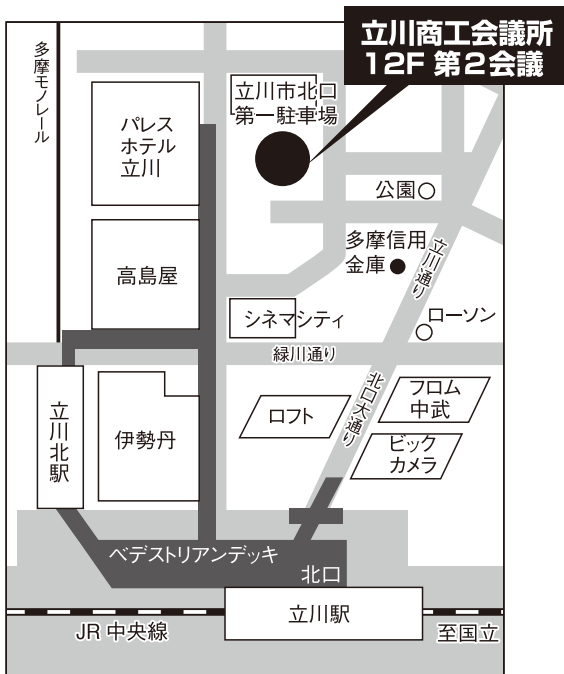 立川商工会議所
12F 第2会議
多摩モノレール
立川市北口
第一駐車場
パレス
ホテル
立川
公園
多摩信用
金庫
立川通り
高島屋
シネマシティ
ローソン
緑川通り
北口大通り
フロム
中武
ロフト
立川北駅
伊勢丹
ビック
カメラ
ペデストリアンデッキ
北口
立川駅
JR 中央線
至国立